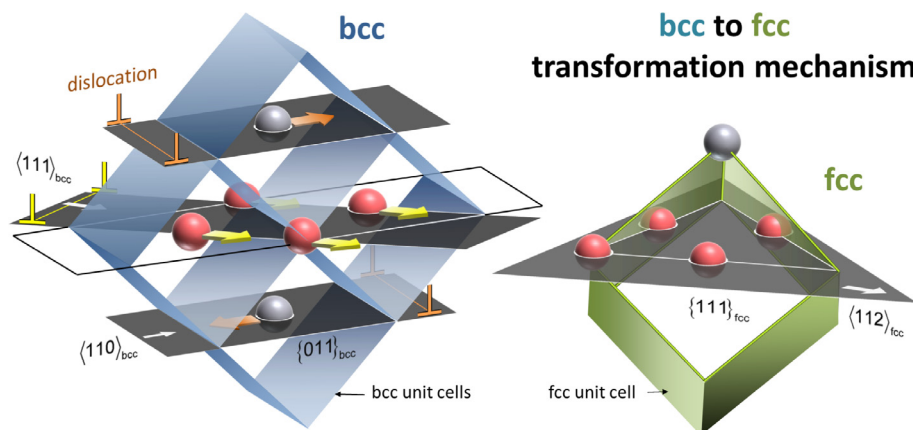 bcc
bcc to fcc
transformation mechanism
dislocation
⟨111⟩bcc
fcc
{111}fcc
⟨112⟩fcc
⟨110⟩bcc
{011}bcc
bcc unit cells
fcc unit cell